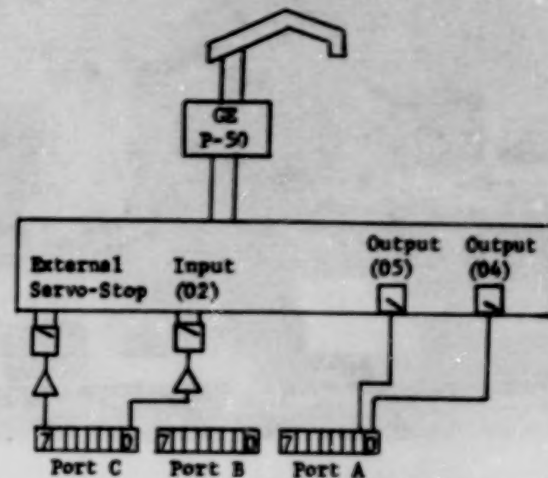 GE
P-50
External
Servo-Stop
Input
(02)
Output
(05)
Output
(04)
7 0
7 0
7 0
Port C
Port B
Port A